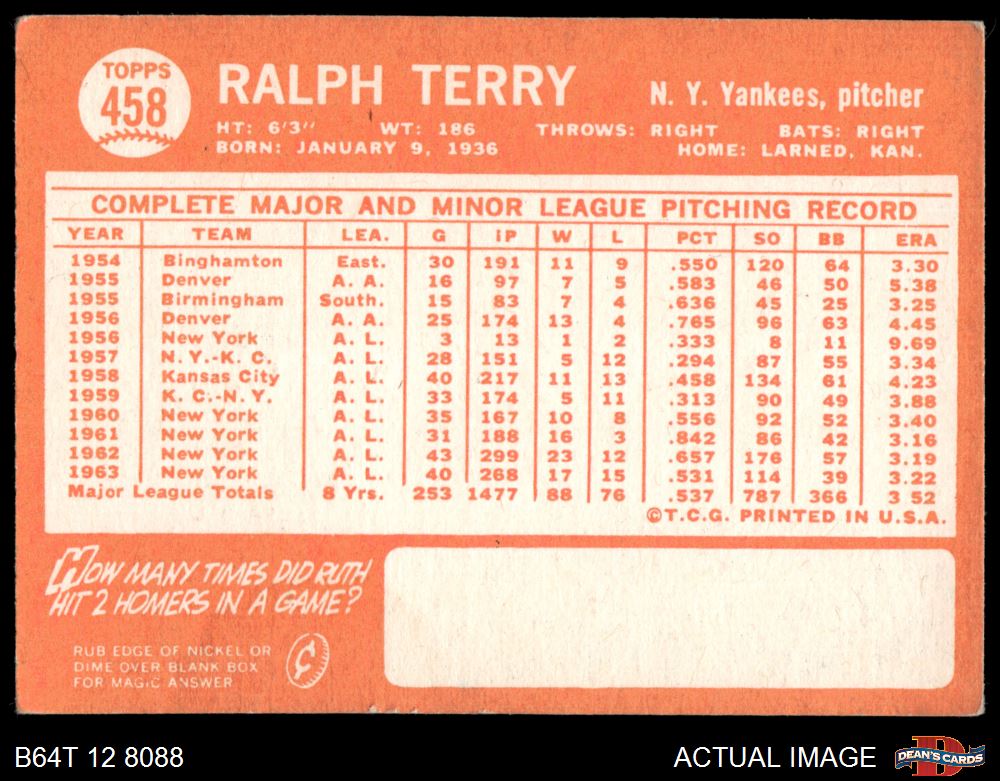 TOPPS
458
RALPH TERRY
N. Y. Yankees, pitcher
HT: 6'3" WT: 186 THROWS: RIGHT BATS: RIGHT
BORN: JANUARY 9, 1936 HOME: LARNED, KAN.
COMPLETE MAJOR AND MINOR LEAGUE PITCHING RECORD
YEAR TEAM LEA. G IP W L PCT SO BB ERA
1954 Binghamton East. 30 191 11 9 .550 120 64 3.30
1955 Denver A. A. 16 97 7 5 .583 46 50 5.38
1955 Birmingham South. 15 83 7 4 .636 45 25 3.25
1956 Denver A. A. 25 174 13 4 .765 96 63 4.45
1956 New York A. L. 3 13 1 2 .333 8 11 9.69
1957 N. Y.-K. C. A. L. 28 151 5 12 .294 87 55 3.34
1958 Kansas City A. L. 40 217 11 13 .458 134 61 4.23
1959 K. C.-N. Y. A. L. 33 174 5 11 .313 90 49 3.88
1960 New York A. L. 35 167 10 8 .556 92 52 3.40
1961 New York A. L. 31 188 16 3 .842 86 42 3.16
1962 New York A. L. 43 299 23 12 .657 176 57 3.19
1963 New York A. L. 40 268 17 15 .531 114 39 3.22
Major League Totals 8 Yrs. 253 1477 88 76 .537 787 366 3 52
©T.C.G. PRINTED IN U.S.A.
HOW MANY TIMES DID RUTH
HIT 2 HOMERS IN A GAME?
RUB EDGE OF NICKEL OR
DIME OVER BLANK BOX
FOR MAGIC ANSWER
¢
B64T 12 8088
ACTUAL IMAGE
D
DEAN'S CARDS